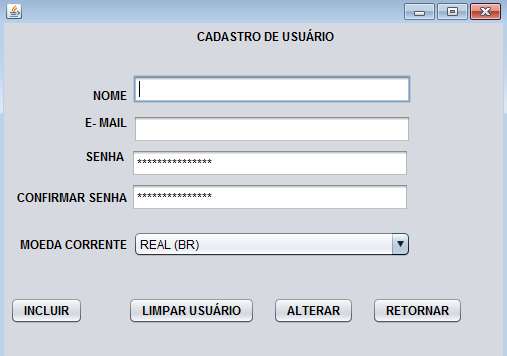 CADASTRO DE USUÁRIO
NOME
E- MAIL
SENHA ***************
CONFIRMAR SENHA ***************
MOEDA CORRENTE REAL (BR)
INCLUIR LIMPAR USUÁRIO ALTERAR RETORNAR